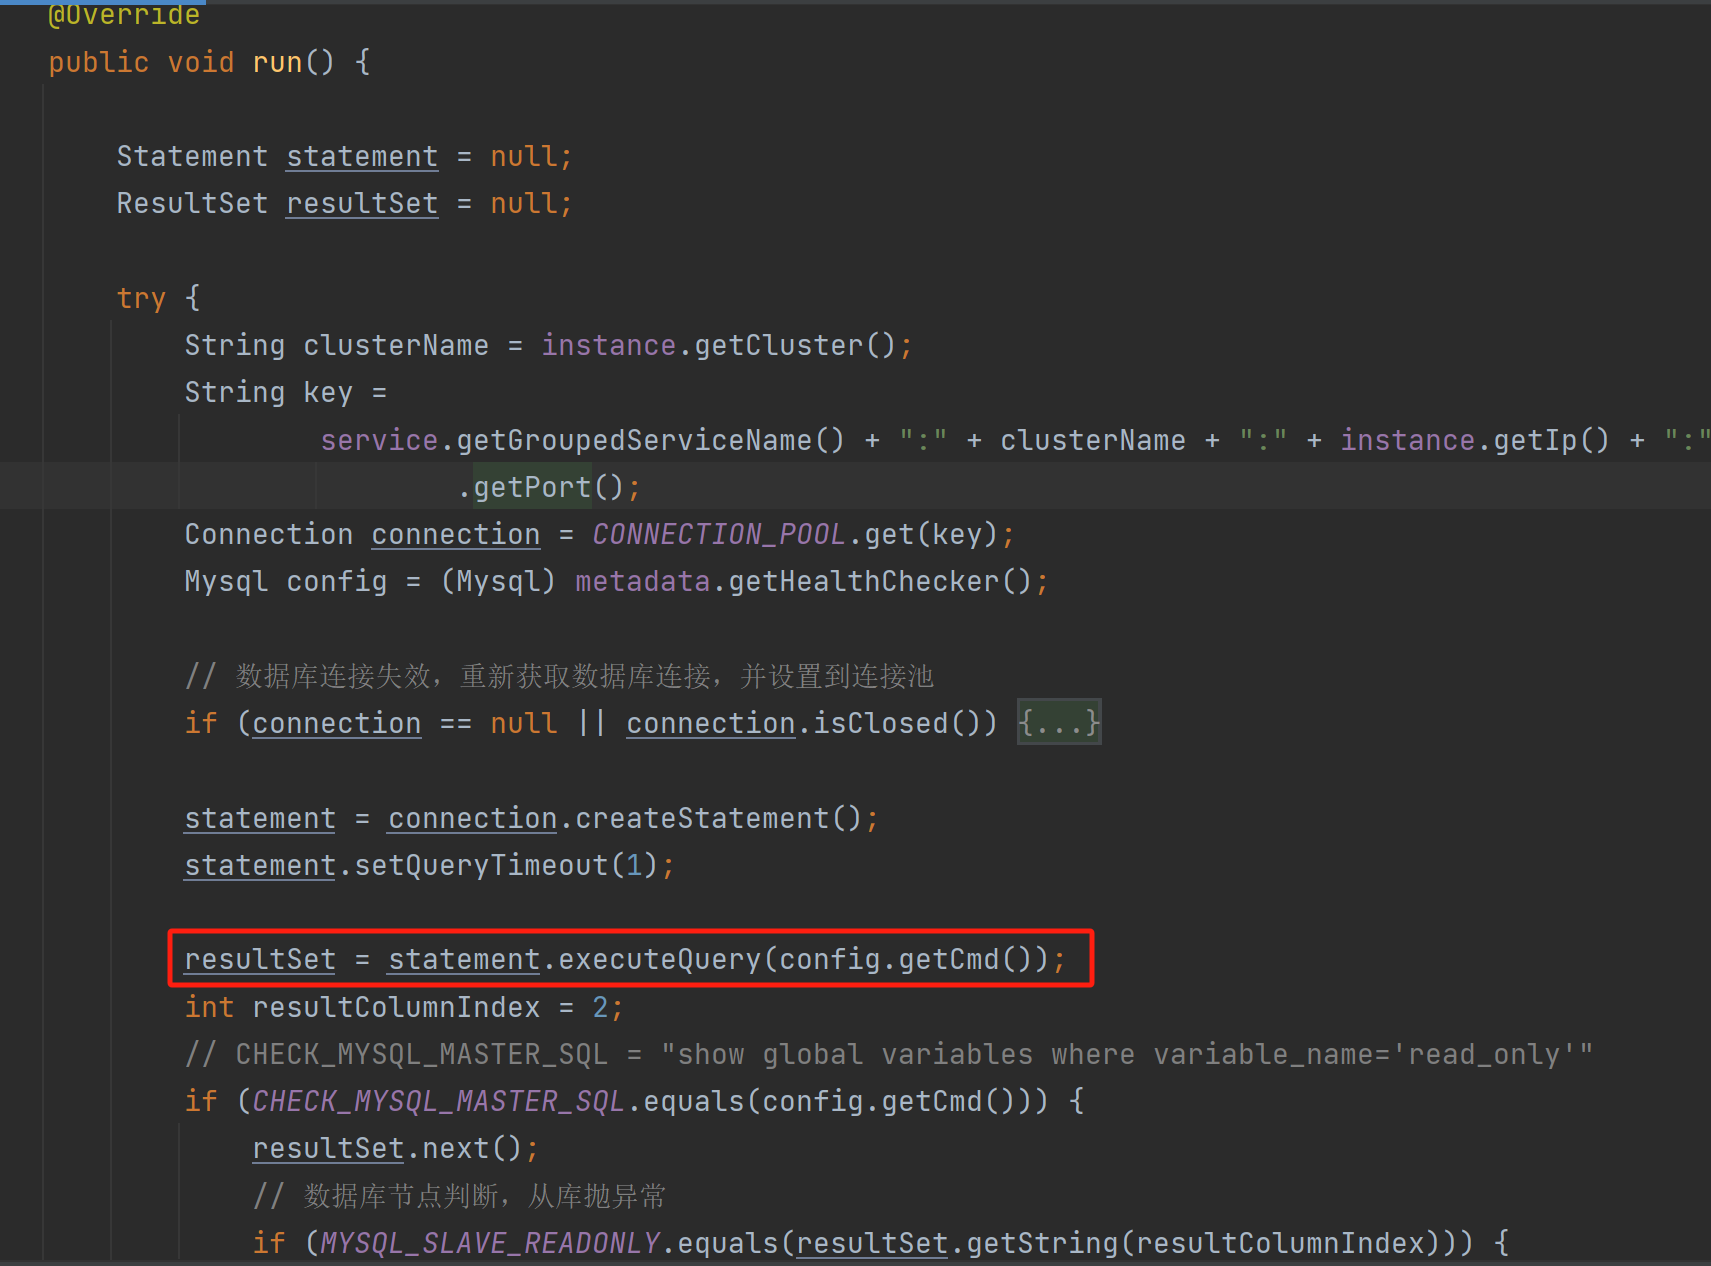 @Override
public void run() {
Statement statement = null;
ResultSet resultSet = null;
try {
String clusterName = instance.getCluster();
String key =
service.getGroupedServiceName() + ":" + clusterName + ":" + instance.getIp() + ":"
.getPort();
Connection connection = CONNECTION_POOL.get(key);
Mysql config = (Mysql) metadata.getHealthChecker();
// 数据库连接失效，重新获取数据库连接，并设置到连接池
if (connection == null || connection.isClosed()) {...}
statement = connection.createStatement();
statement.setQueryTimeout(1);
resultSet = statement.executeQuery(config.getCmd());
int resultColumnIndex = 2;
// CHECK_MYSQL_MASTER_SQL = "show global variables where variable_name='read_only'"
if (CHECK_MYSQL_MASTER_SQL.equals(config.getCmd())) {
resultSet.next();
// 数据库节点判断，从库抛异常
if (MYSQL_SLAVE_READONLY.equals(resultSet.getString(resultColumnIndex))) {